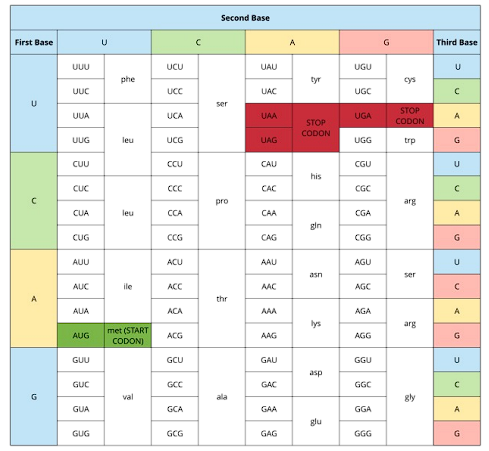 Second Base
First Base U C A G Third Base
U
UUU phe UCU ser UAU tyr UGU cys U
UUC UCC UAC UGC C
UUA leu UCA UAA STOP CODON UGA STOP CODON A
UUG UCG UAG UGG trp G
C
CUU leu CCU pro CAU his CGU arg U
CUC CCC CAC CGC C
CUA CCA CAA gln CGA A
CUG CCG CAG CGG G
A
AUU ile ACU thr AAU asn AGU ser U
AUC ACC AAC AGC C
AUA ACA AAA lys AGA arg A
AUG met (START CODON) ACG AAG AGG G
G
GUU val GCU ala GAU asp GGU gly U
GUC GCC GAC GGC C
GUA GCA GAA glu GGA A
GUG GCG GAG GGG G